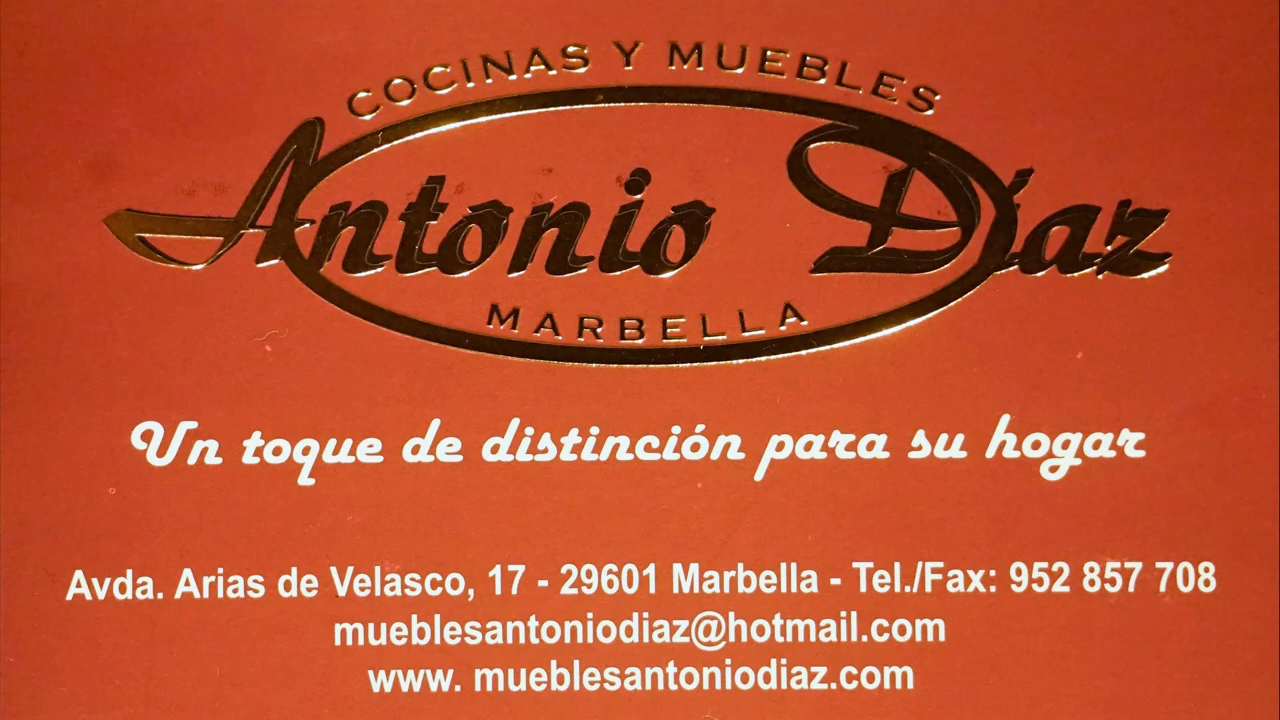 COCINAS Y MUEBLES
Antonio Díaz
MARBELLA
Un toque de distinción para su hogar
Avda. Arias de Velasco, 17 - 29601 Marbella - Tel./Fax: 952 857 708
mueblesantoniodiaz@hotmail.com
www. mueblesantoniodiaz.com